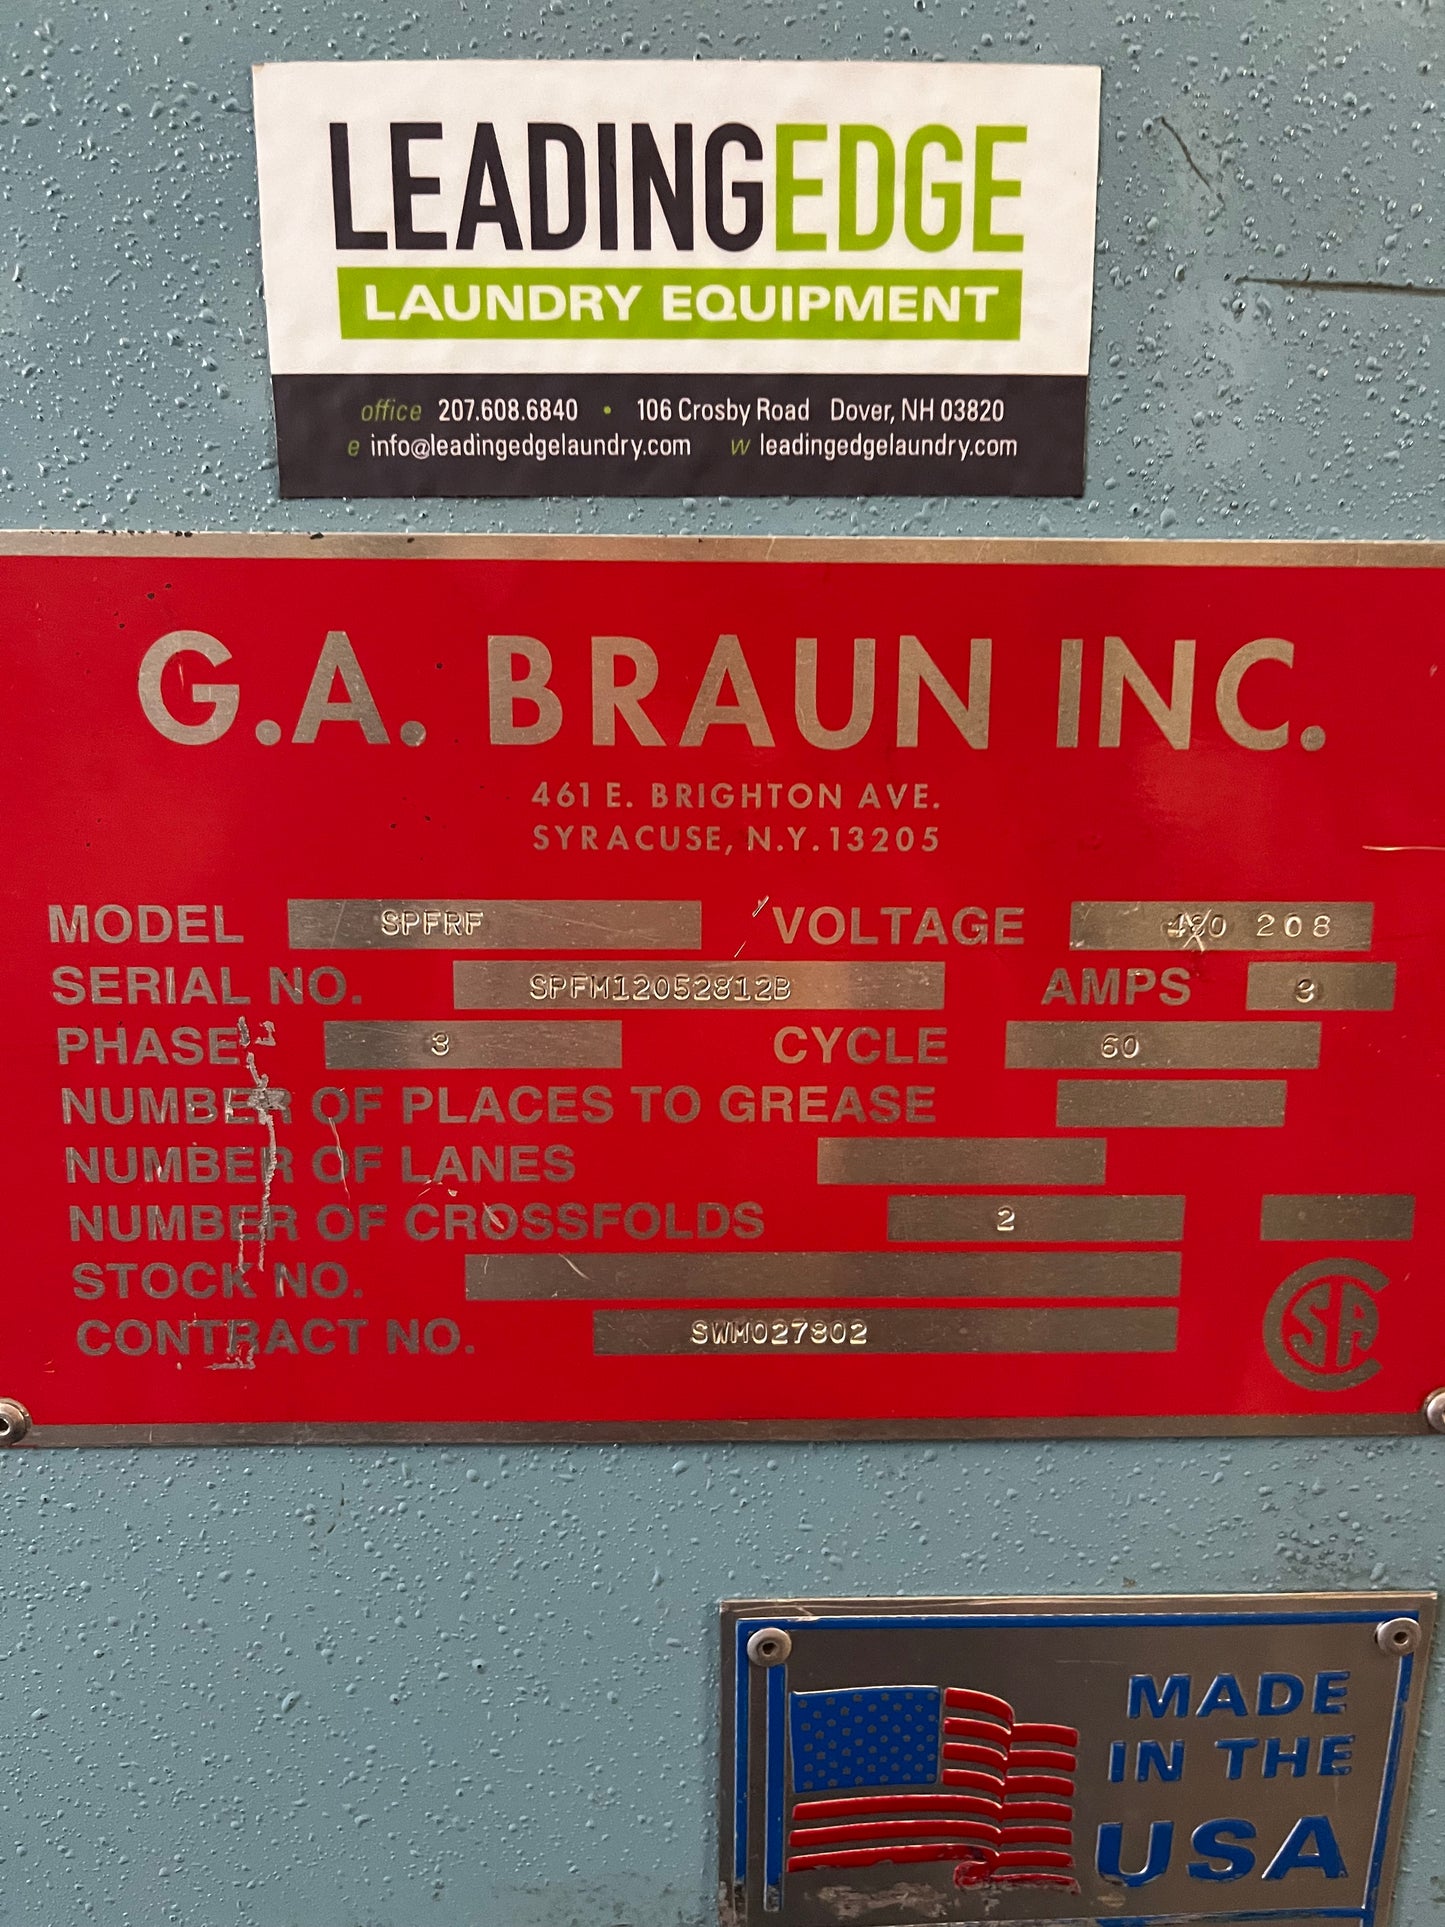 LEADINGEDGE
LAUNDRY EQUIPMENT
office 207.608.6840 • 106 Crosby Road Dover, NH 03820
e info@leadingedgelaundry.com w leadingedgelaundry.com
G.A. BRAUN INC.
461 E. BRIGHTON AVE.
SYRACUSE, N.Y. 13205
MODEL SPFRF VOLTAGE 480 208
SERIAL NO. SPFM12052812B AMPS 3
PHASE 3 CYCLE 60
NUMBER OF PLACES TO GREASE
NUMBER OF LANES
NUMBER OF CROSSFOLDS 2
STOCK NO.
CONTRACT NO. SWM027802
CSA
MADE
IN THE
USA